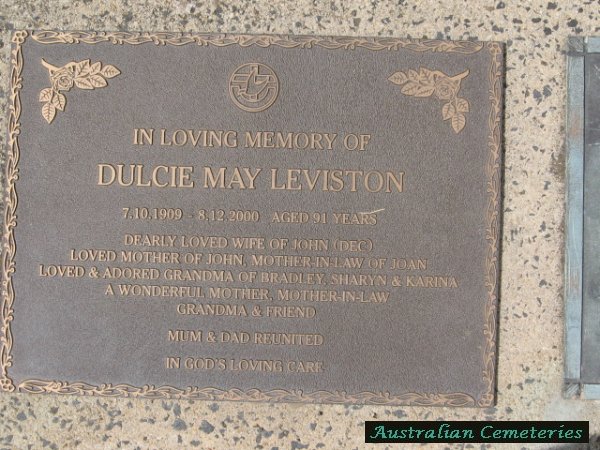 IN LOVING MEMORY OF
DULCIE MAY LEVISTON
7.10.1909 - 8.12.2000 AGED 91 YEARS
DEARLY LOVED WIFE OF JOHN (DEC)
LOVED MOTHER OF JOHN, MOTHER-IN-LAW OF JOAN
LOVED & ADORED GRANDMA OF BRADLEY, SHARYN & KARINA
A WONDERFUL MOTHER, MOTHER-IN-LAW
GRANDMA & FRIEND
MUM & DAD REUNITED
IN GOD'S LOVING CARE
Australian Cemeteries